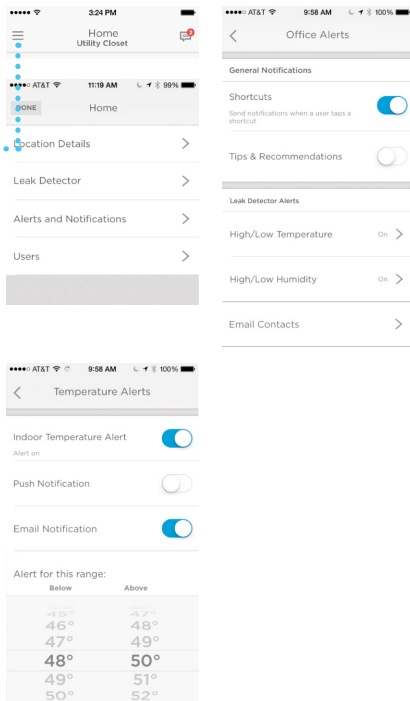 3:24 PM
Home
Utility Closet
2
AT&T 11:19 AM 99%
DONE Home
Location Details
Leak Detector
Alerts and Notifications
Users
AT&T 9:58 AM 100%
Office Alerts
General Notifications
Shortcuts
Send notifications when a user taps a
shortcut
Tips & Recommendations
Leak Detector Alerts
High/Low Temperature On
High/Low Humidity On
Email Contacts
AT&T 9:58 AM 100%
Temperature Alerts
Indoor Temperature Alert
Alert on
Push Notification
Email Notification
Alert for this range:
Below Above
45° 47°
46° 48°
47° 49°
48° 50°
49° 51°
50° 52°